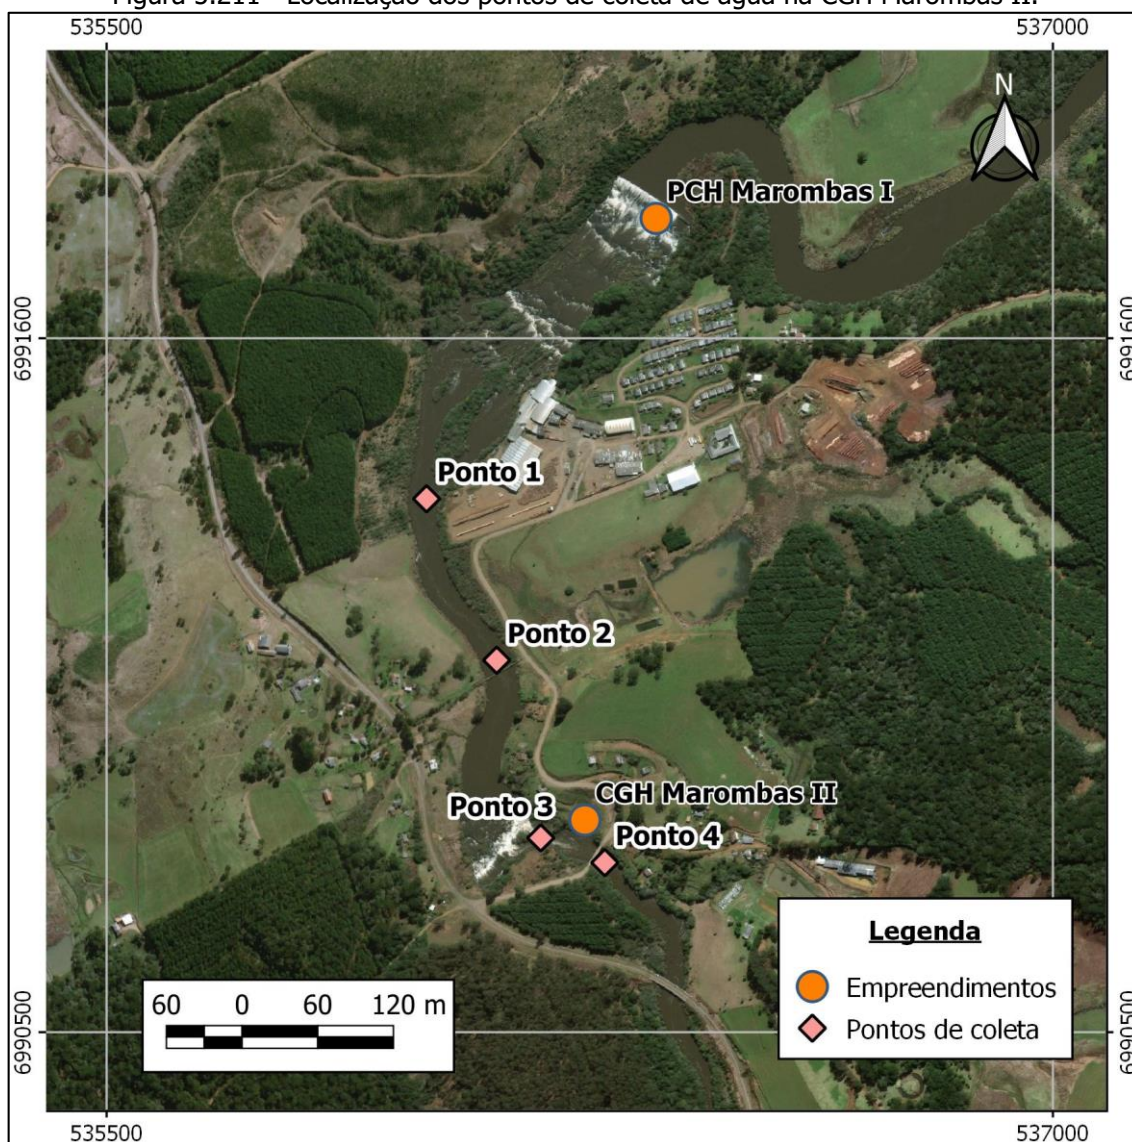 Figura 5.211 - Localização dos pontos de coleta de água na CGH Marombas II.
535500 537000
N
PCH Marombas I
6991600 6991600
Ponto 1
Ponto 2
CGH Marombas II
Ponto 3
Ponto 4
Legenda
Empreendimentos
Pontos de coleta
60 0 60 120 m
6990500 6990500
535500 537000